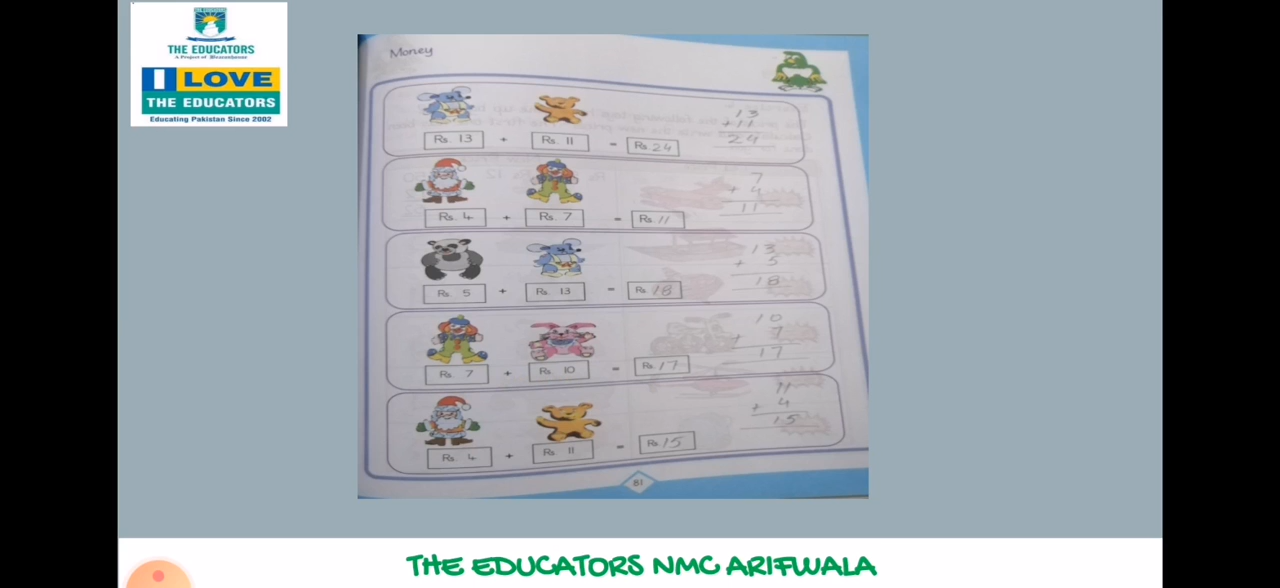 THE EDUCATORS
A Project of Beaconhouse
I LOVE
THE EDUCATORS
Educating Pakistan Since 2002
Money
13
+ 11
24
Rs. 13 + Rs. 11 = Rs 24
7
+ 4
11
Rs. 4 + Rs. 7 = Rs. 11
13
+ 5
18
Rs. 5 + Rs. 13 = Rs. 18
10
+ 7
17
Rs. 7 + Rs. 10 = Rs. 17
11
+ 4
15
Rs. 4 + Rs. 11 = Rs. 15
81
THE EDUCATORS NMC ARIFWALA